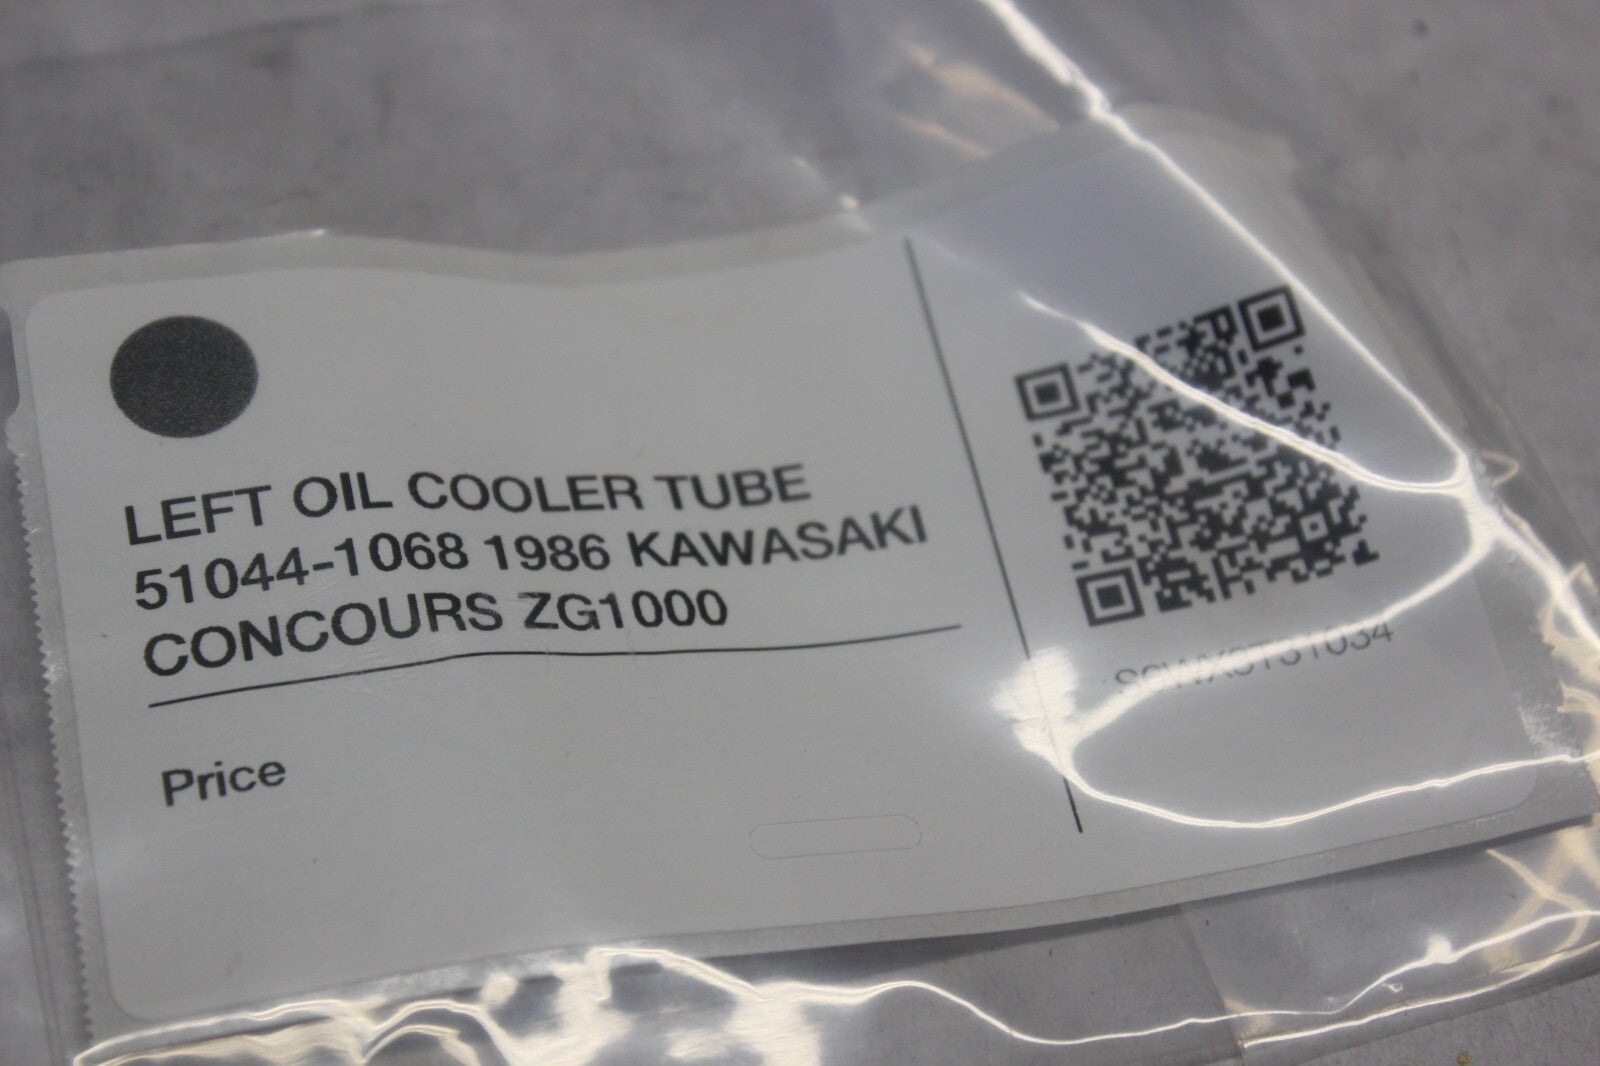 LEFT OIL COOLER TUBE
51044-1068 1986 KAWASAKI
CONCOURS ZG1000
Price